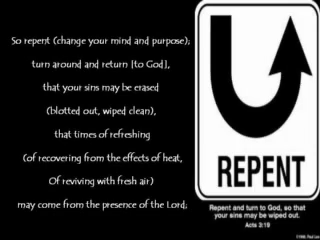 So repent (change your mind and purpose);
turn around and return [to God],
that your sins may be erased
(blotted out, wiped clean),
that times of refreshing
(of recovering from the effects of heat,
Of reviving with fresh air)
may come from the presence of the Lord;
REPENT
Repent and turn to God, so that
your sins may be wiped out.
Acts 3:19